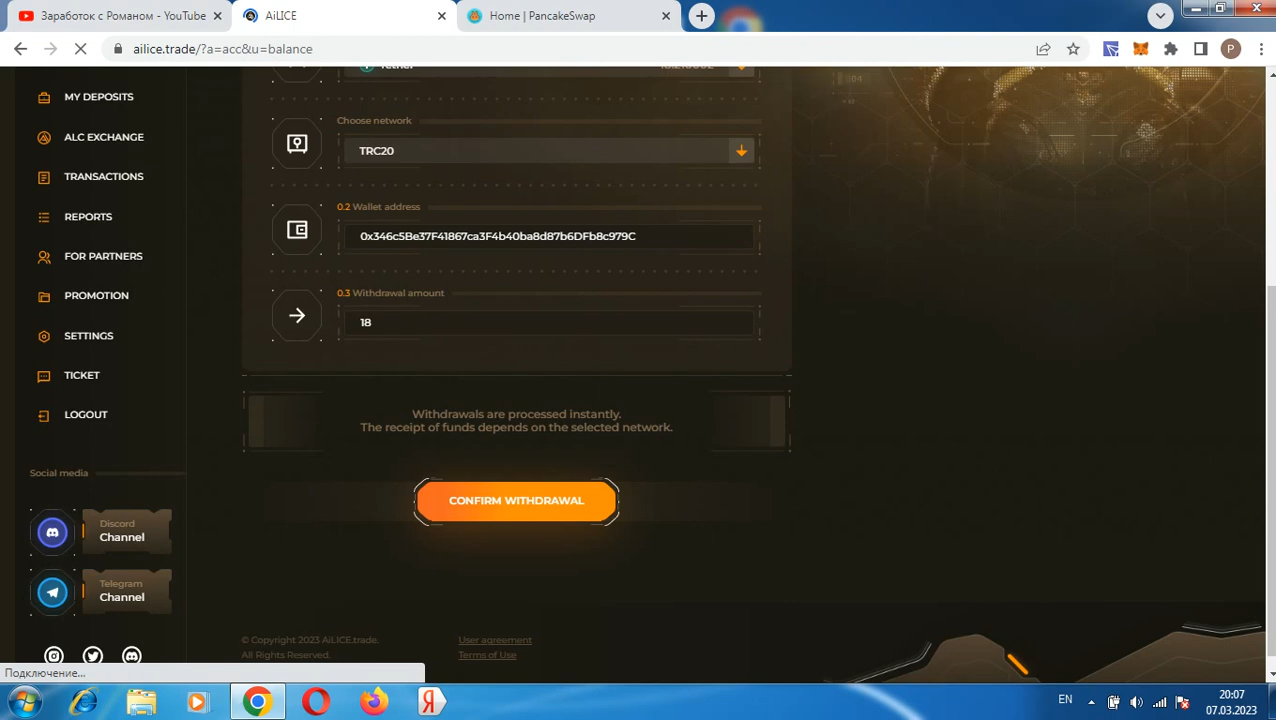 Заработок с Романом - YouTube
AiLICE
Home | PancakeSwap
ailice.trade/?a=acc&u=balance
P
Tether
MY DEPOSITS
ALC EXCHANGE
TRANSACTIONS
REPORTS
FOR PARTNERS
PROMOTION
SETTINGS
TICKET
LOGOUT
Social media
Discord
Channel
Telegram
Channel
Choose network
TRC20
0.2 Wallet address
0x346c5Be37F41867ca3F4b40ba8d87b6DFb8c979C
0.3 Withdrawal amount
18
Withdrawals are processed instantly.
The receipt of funds depends on the selected network.
CONFIRM WITHDRAWAL
© Copyright 2023 AiLICE.trade.
All Rights Reserved.
User agreement
Terms of Use
Подключение...
EN
20:07
07.03.2023